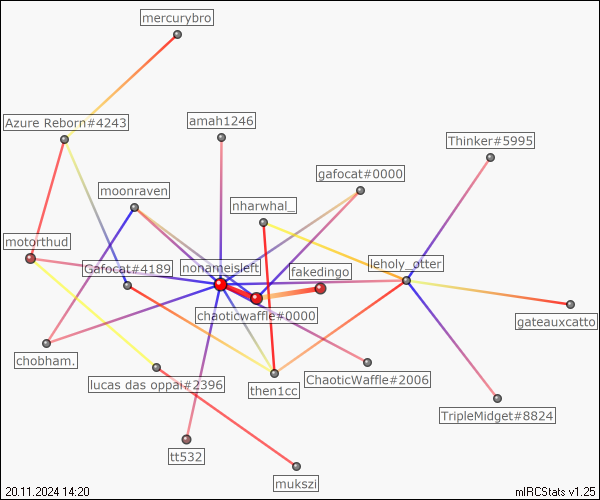 mercurybro
Azure Reborn#4243
amah1246
Thinker#5995
gafocat#0000
moonraven
nharwhal_
motorthud
Gafocat#4189
nonameisleft
fakedingo
leholy_otter
chaoticwaffle#0000
gateauxcatto
chobham.
lucas das oppai#2396
then1cc
ChaoticWaffle#2006
TripleMidget#8824
tt532
mukszi
20.11.2024 14:20
mIRCStats v1.25